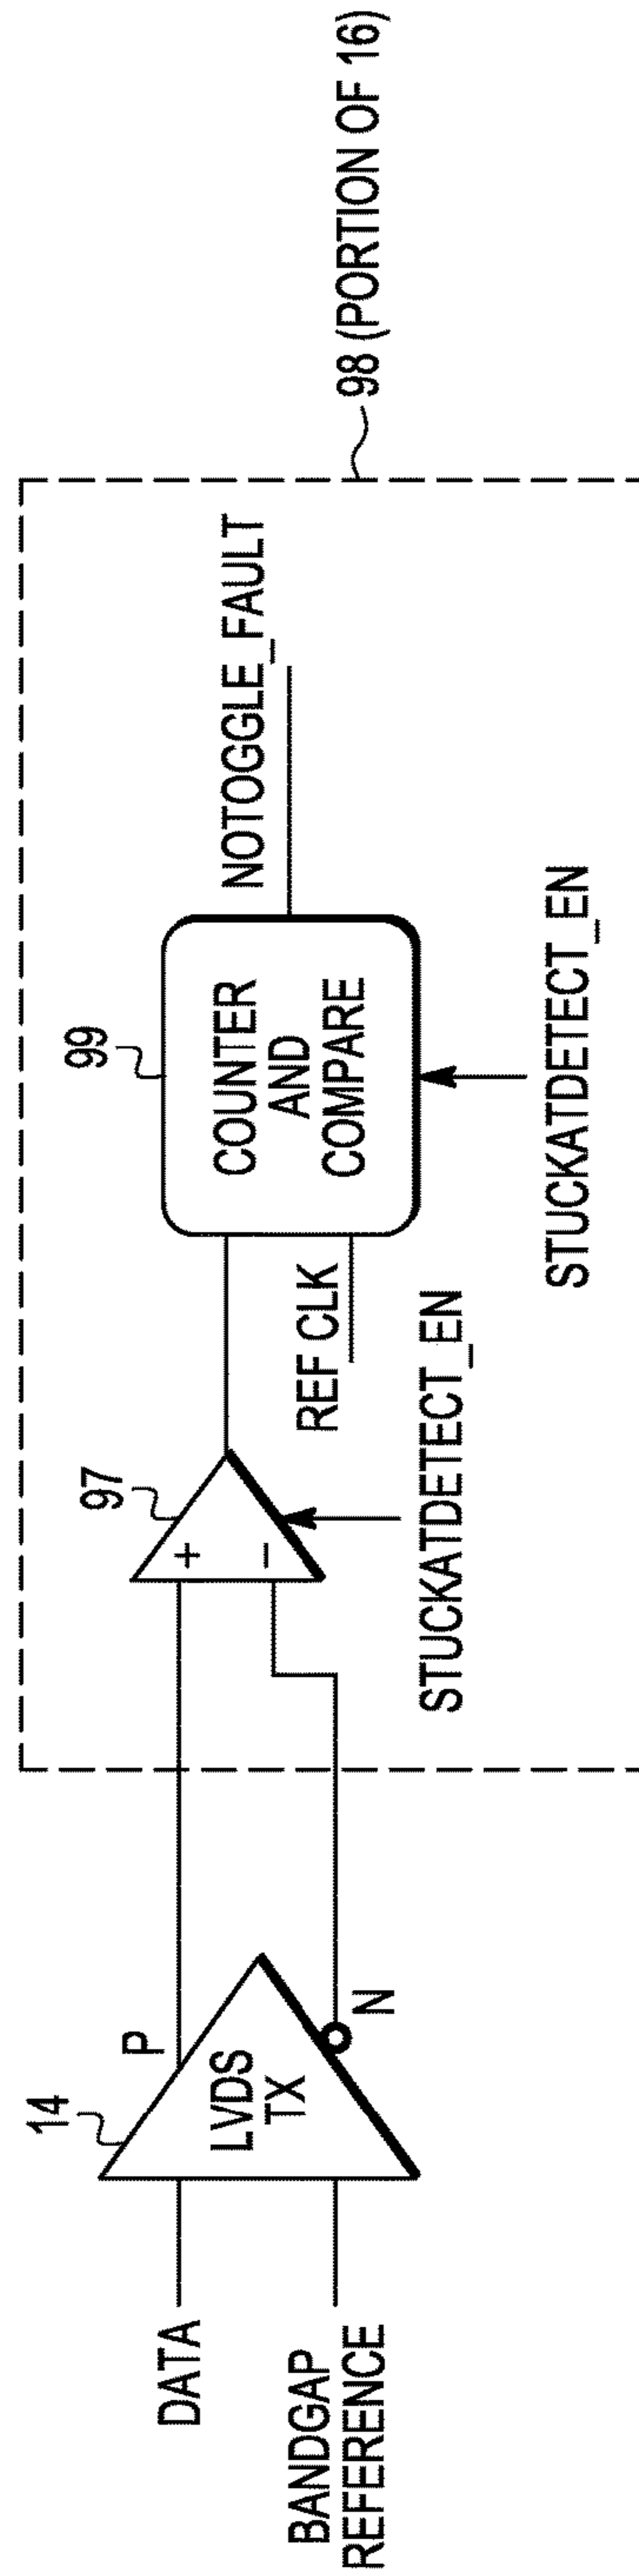 DATA
BANDGAP
REFERENCE
14
LVDS
TX
P
N
97
+
−
STUCKATDETECT_EN
REF CLK
99
COUNTER
AND
COMPARE
STUCKATDETECT_EN
NOTOGGLE_FAULT
98 (PORTION OF 16)